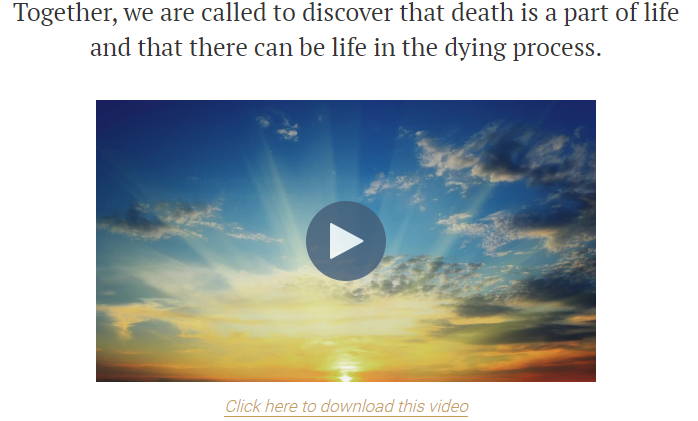 Together, we are called to discover that death is a part of life
and that there can be life in the dying process.
Click here to download this video